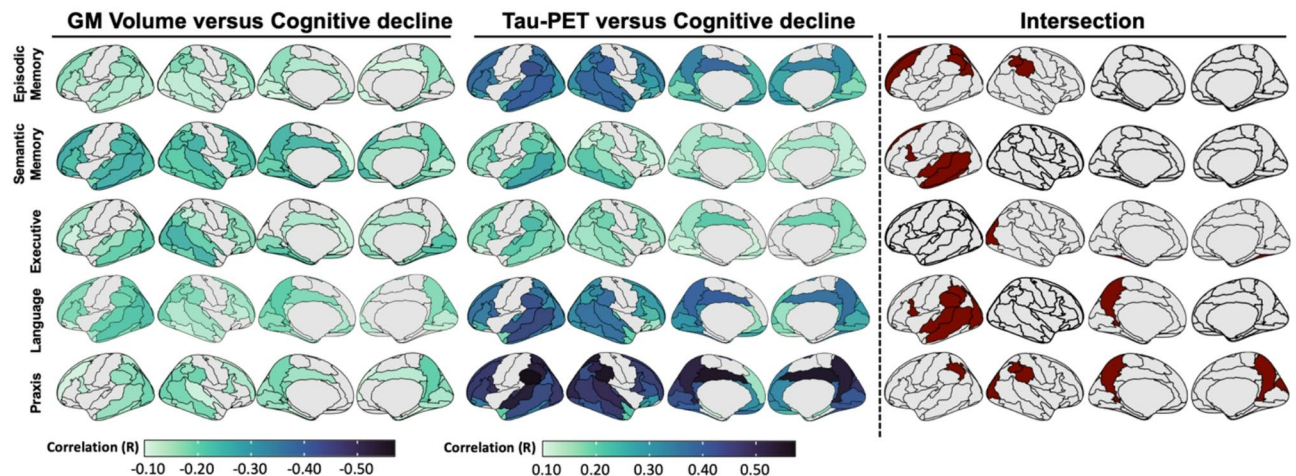 GM Volume versus Cognitive decline
Tau-PET versus Cognitive decline
Intersection
Episodic
Memory
Semantic
Memory
Executive
Language
Praxis
Correlation (R)
-0.10 -0.20 -0.30 -0.40 -0.50
Correlation (R)
0.10 0.20 0.30 0.40 0.50